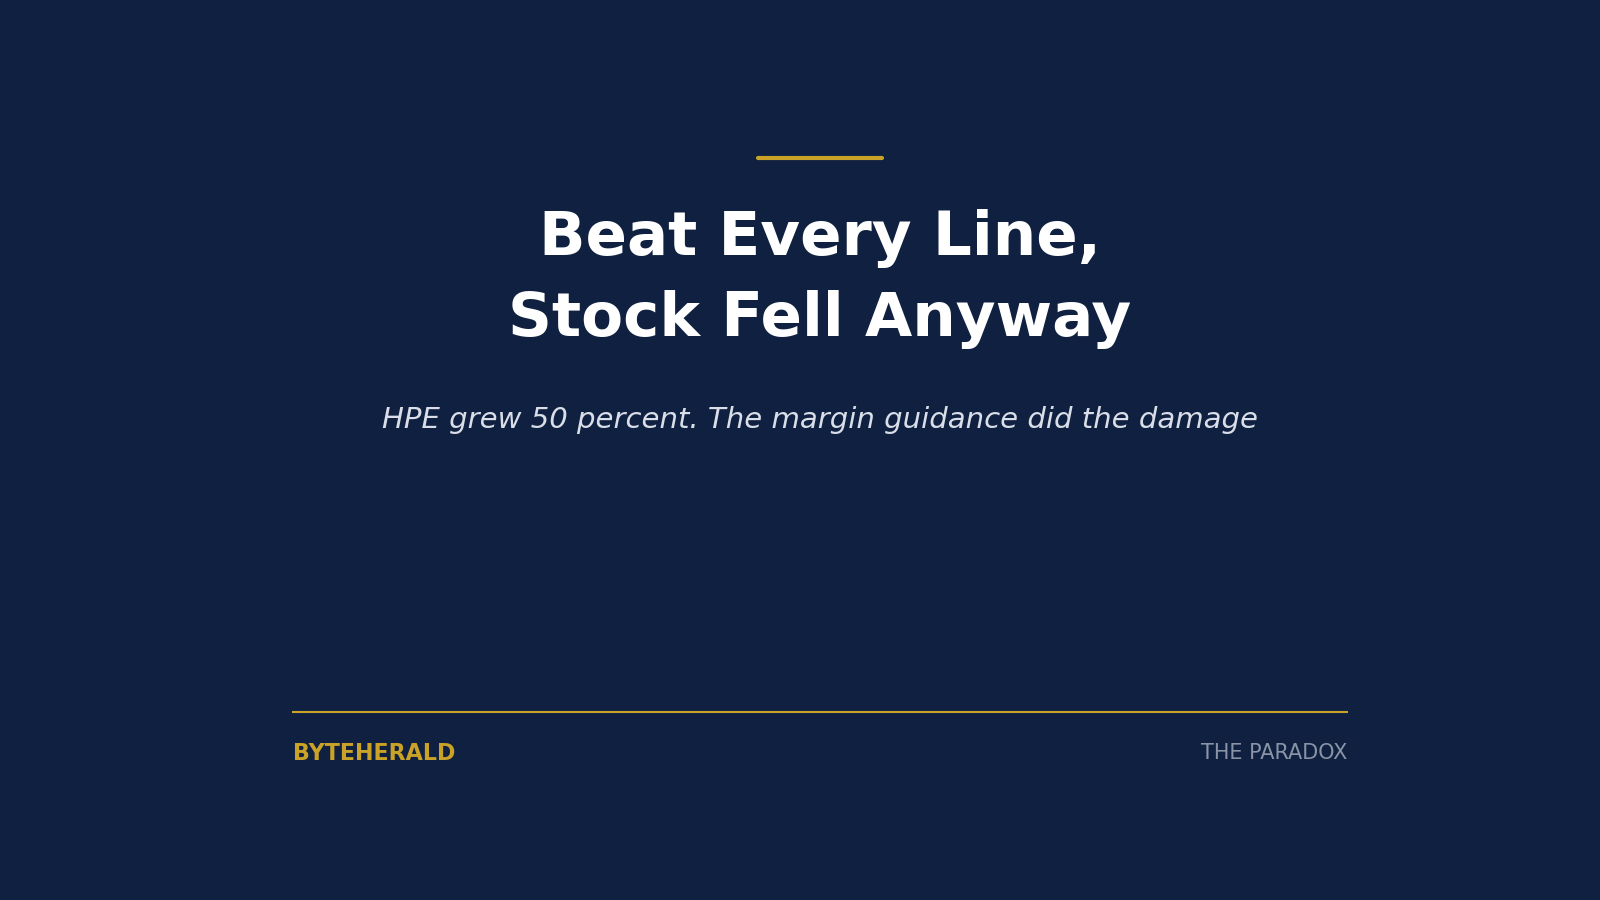 Beat Every Line,
Stock Fell Anyway
HPE grew 50 percent. The margin guidance did the damage
BYTEHERALD
THE PARADOX